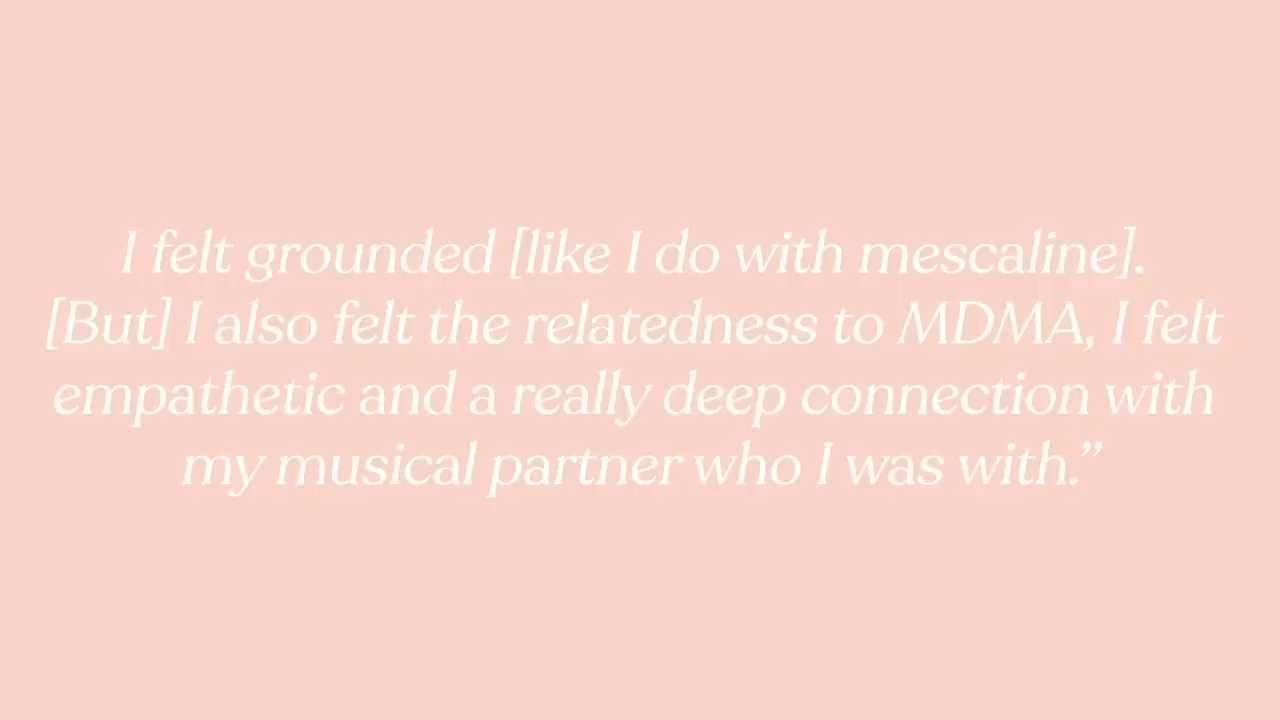 I felt grounded [like I do with mescaline].
[But] I also felt the relatedness to MDMA, I felt
empathetic and a really deep connection with
my musical partner who I was with.”